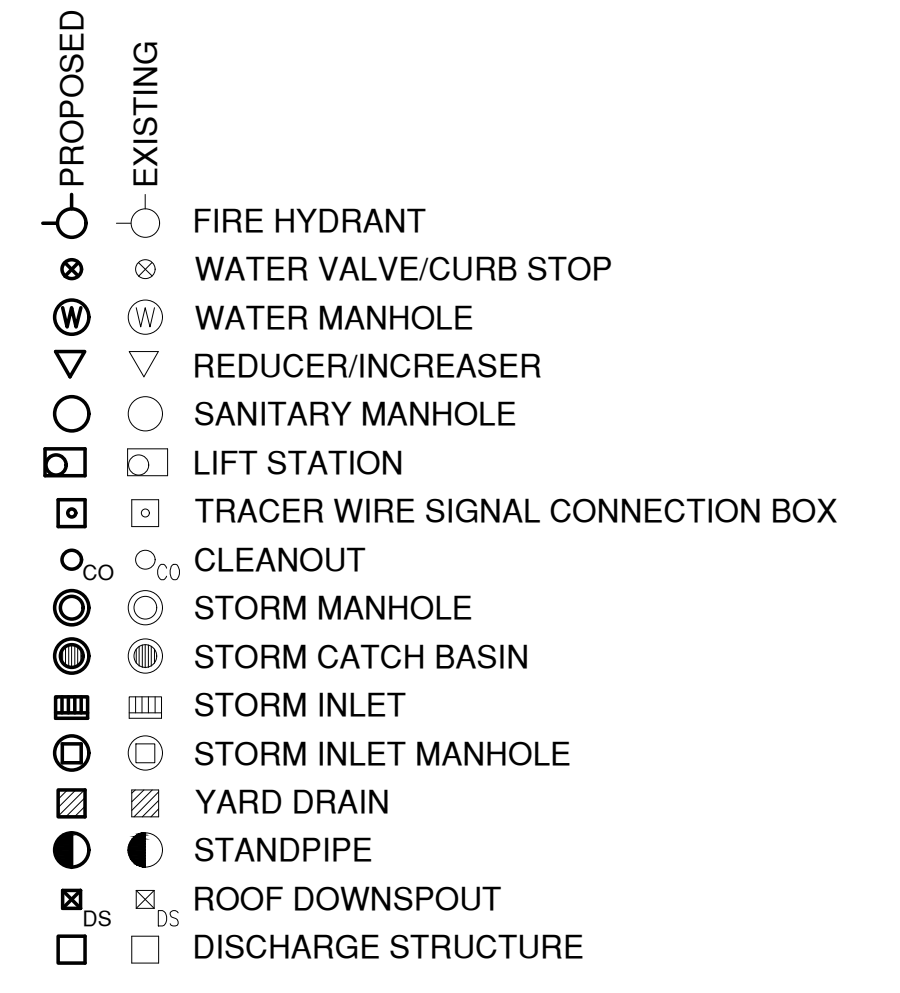 PROPOSED
EXISTING
FIRE HYDRANT
WATER VALVE/CURB STOP
W W WATER MANHOLE
REDUCER/INCREASER
SANITARY MANHOLE
LIFT STATION
TRACER WIRE SIGNAL CONNECTION BOX
CO CO CLEANOUT
STORM MANHOLE
STORM CATCH BASIN
STORM INLET
STORM INLET MANHOLE
YARD DRAIN
STANDPIPE
DS DS ROOF DOWNSPOUT
DISCHARGE STRUCTURE